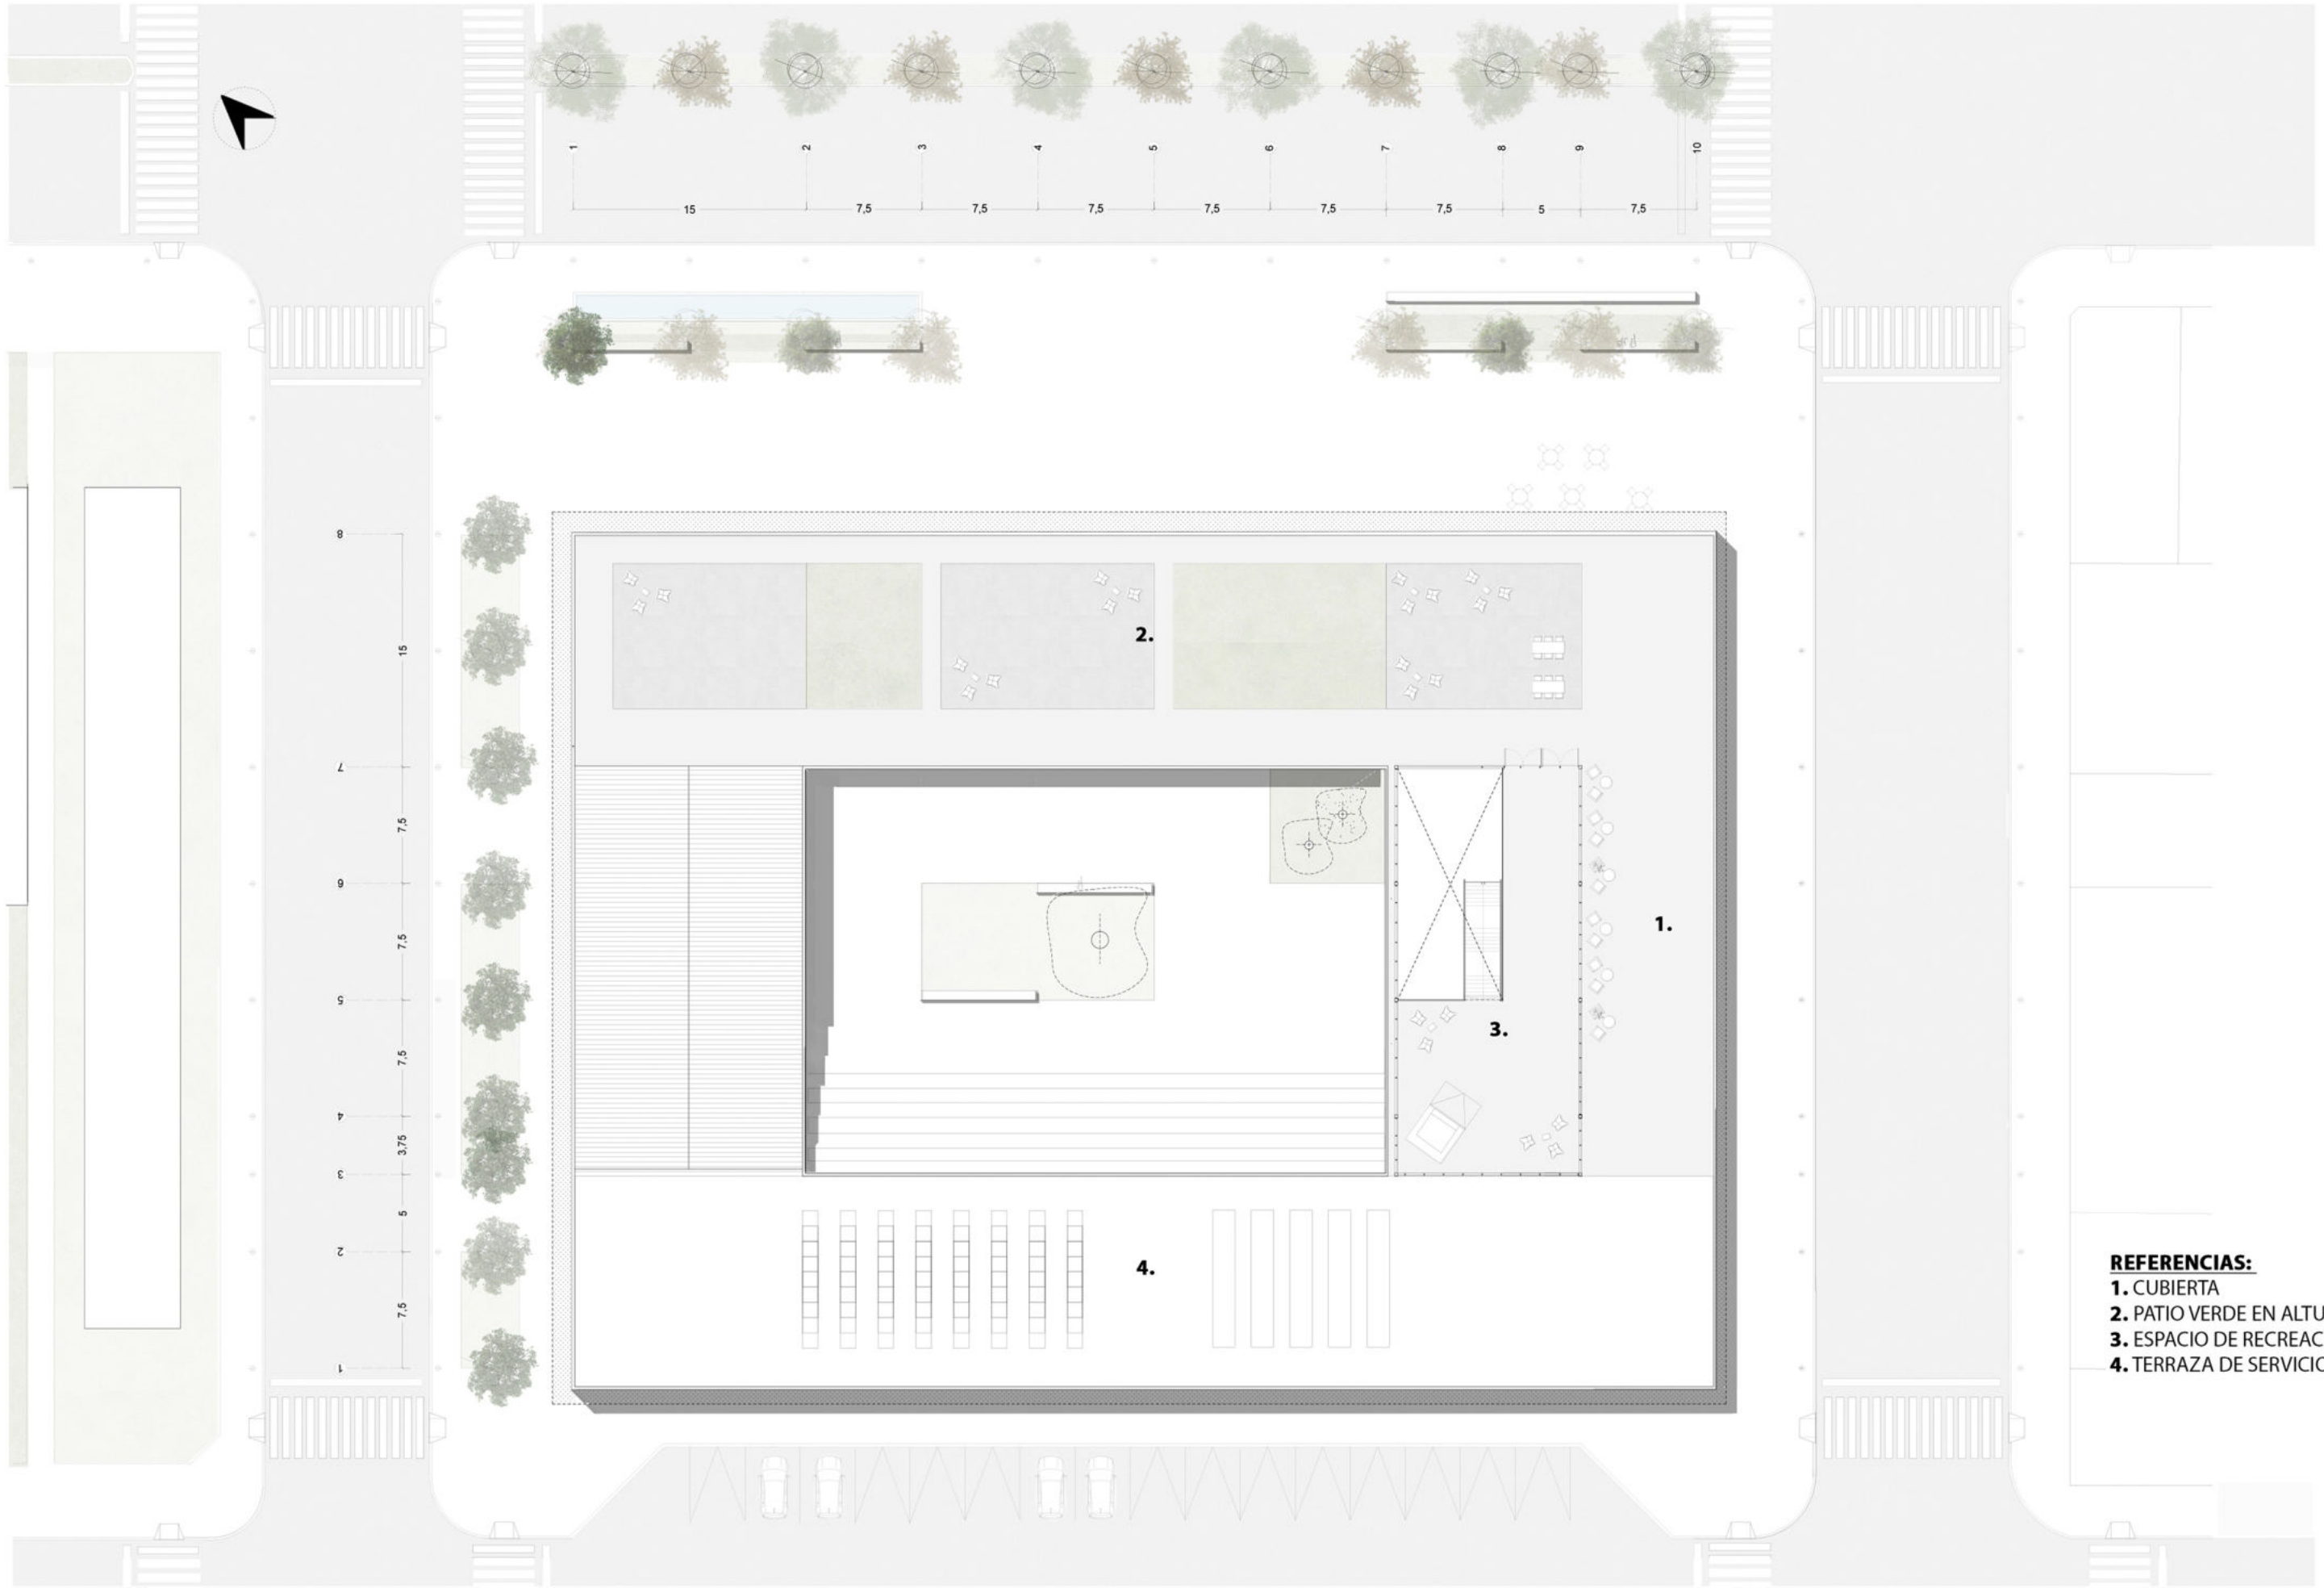 1 2 3 4 5 6 7 8 9 10
15 7,5 7,5 7,5 7,5 7,5 7,5 5 7,5
8
15
7
7,5
6
7,5
5
7,5
4
3,75
3
5
2
7,5
1
2.
1.
3.
4.
REFERENCIAS:
1. CUBIERTA
2. PATIO VERDE EN ALTU
3. ESPACIO DE RECREAC
4. TERRAZA DE SERVICIO